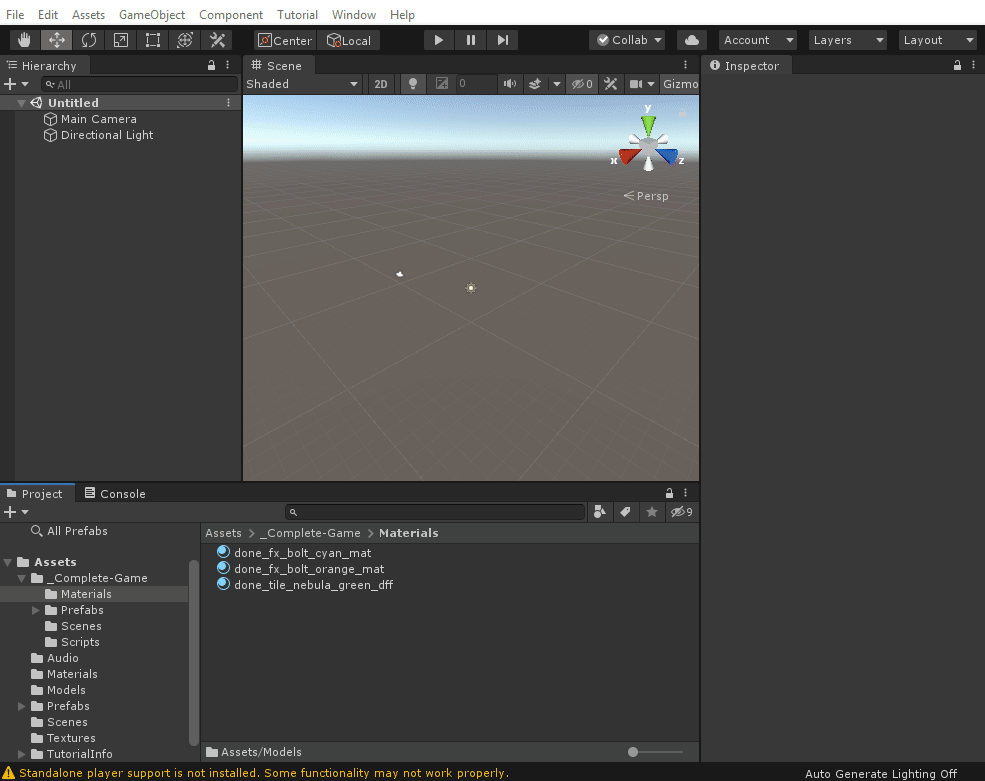 File Edit Assets GameObject Component Tutorial Window Help
Center Local Collab Account Layers Layout
Hierarchy
All
Untitled
Main Camera
Directional Light
Scene
Shaded 2D 0 0 Gizmo
y
x z
Persp
Inspector
Project Console
9
All Prefabs
Assets
_Complete-Game
Materials
Prefabs
Scenes
Scripts
Audio
Materials
Models
Prefabs
Scenes
Textures
TutorialInfo
Assets > _Complete-Game > Materials
done_fx_bolt_cyan_mat
done_fx_bolt_orange_mat
done_tile_nebula_green_dff
Assets/Models
Standalone player support is not installed. Some functionality may not work properly.
Auto Generate Lighting Off